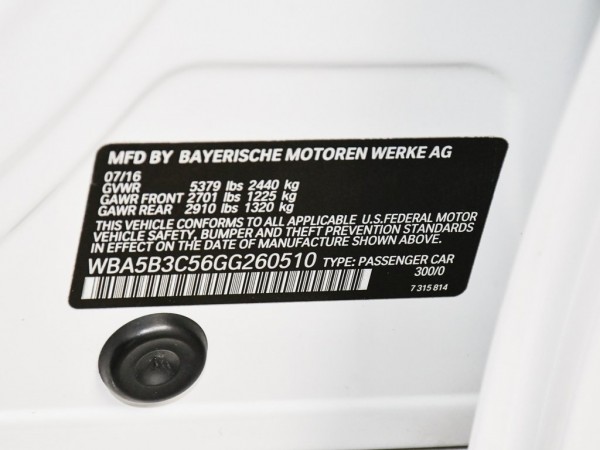 MFD BY BAYERISCHE MOTOREN WERKE AG
07/16
GVWR 5379 lbs 2440 kg
GAWR FRONT 2701 lbs 1225 kg
GAWR REAR 2910 lbs 1320 kg
THIS VEHICLE CONFORMS TO ALL APPLICABLE U.S.FEDERAL MOTOR
VEHICLE SAFETY, BUMPER AND THEFT PREVENTION STANDARDS
IN EFFECT ON THE DATE OF MANUFACTURE SHOWN ABOVE.
WBA5B3C56GG260510 TYPE: PASSENGER CAR
300/0
7 315 814